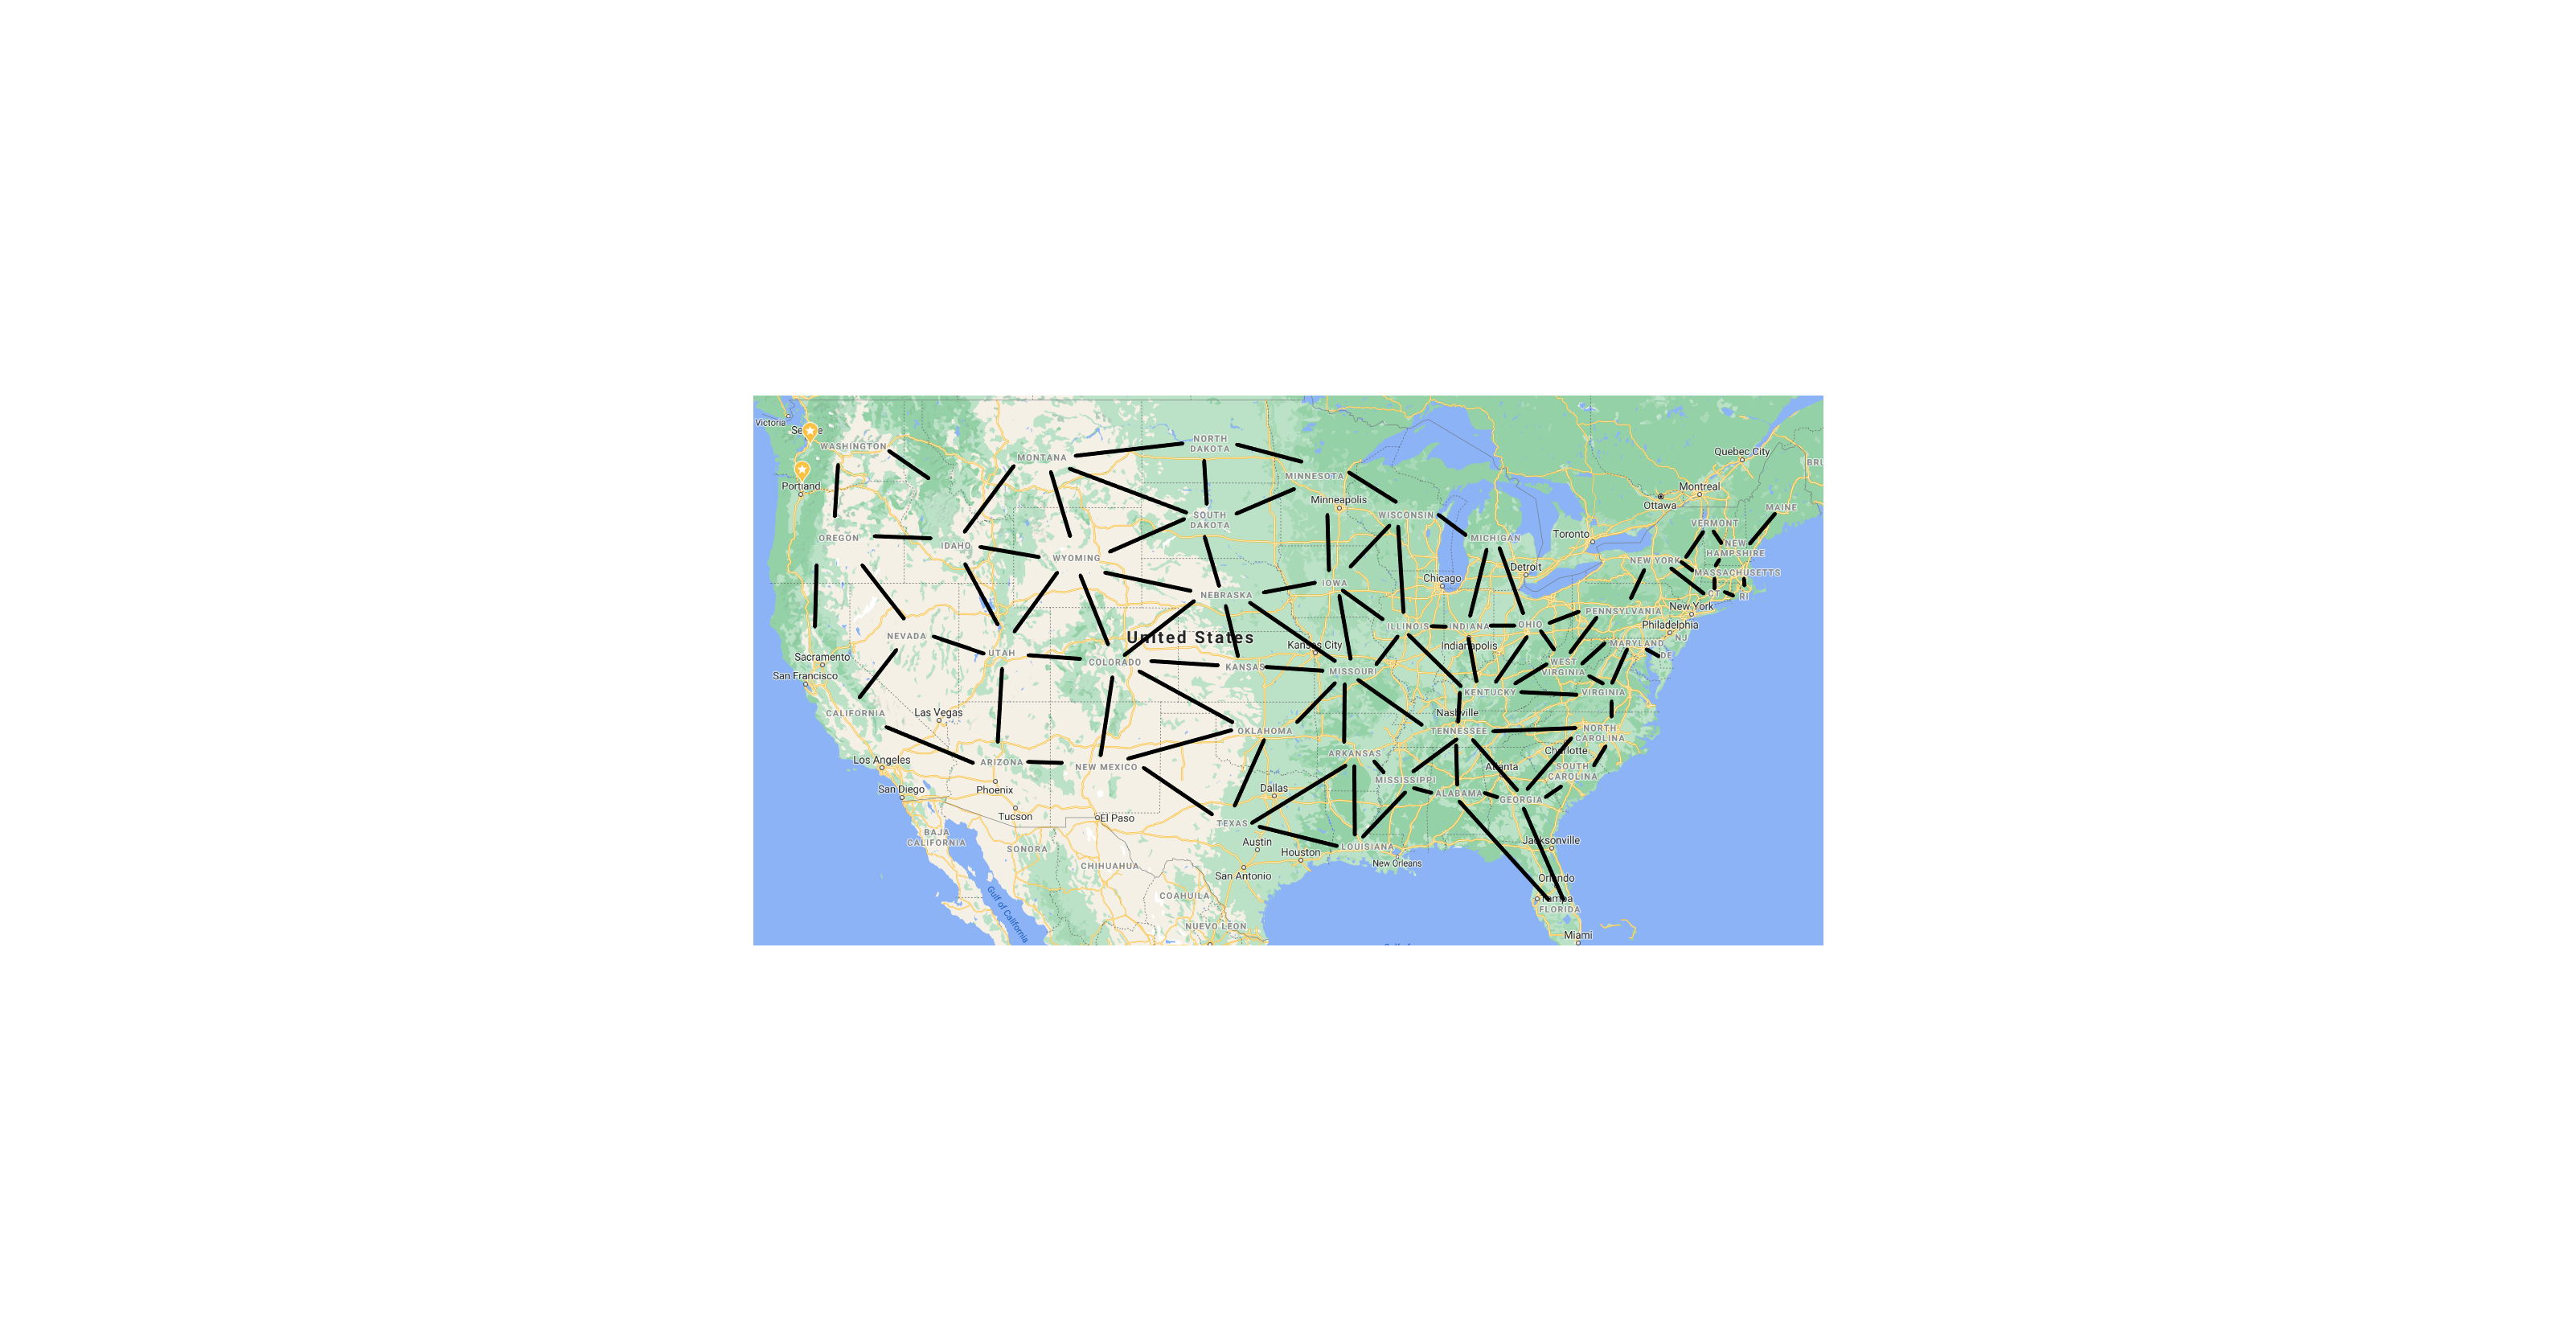 Quebec City
Victoria
Se
le
NORTH
DAKOTA
WASHINGTON
MONTANA
BRU
Portland
MINNESOTA
Montreal
Minneapolis
Ottawa
MAINE
SOUTH
DAKOTA
WISCONSIN
VERMONT
OREGON
IDAHO
MICHIGAN
Toronto
NEW
HAMPSHIRE
WYOMING
NEW YORK
Detroit
MASSACHUSETTS
Chicago
IOWA
NEBRASKA
CT
RI
New York
PENNSYLVANIA
NEVADA
United States
ILLINOIS
INDIANA
OHIO
Philadelphia
NJ
Kansas City
Indianapolis
MARYLAND
Sacramento
UTAH
COLORADO
KANSAS
MISSOURI
WEST
VIRGINIA
DE
San Francisco
KENTUCKY
VIRGINIA
CALIFORNIA
Las Vegas
Nashville
OKLAHOMA
TENNESSEE
NORTH
CAROLINA
Los Angeles
ARIZONA
NEW MEXICO
ARKANSAS
Charlotte
Atlanta
SOUTH
CAROLINA
MISSISSIPPI
San Diego
Phoenix
Dallas
ALABAMA
GEORGIA
Tucson
El Paso
TEXAS
BAJA
CALIFORNIA
SONORA
Austin
Houston
LOUISIANA
Jacksonville
CHIHUAHUA
New Orleans
San Antonio
Orlando
Gulf of California
COAHUILA
Tampa
FLORIDA
NUEVO LEON
Miami